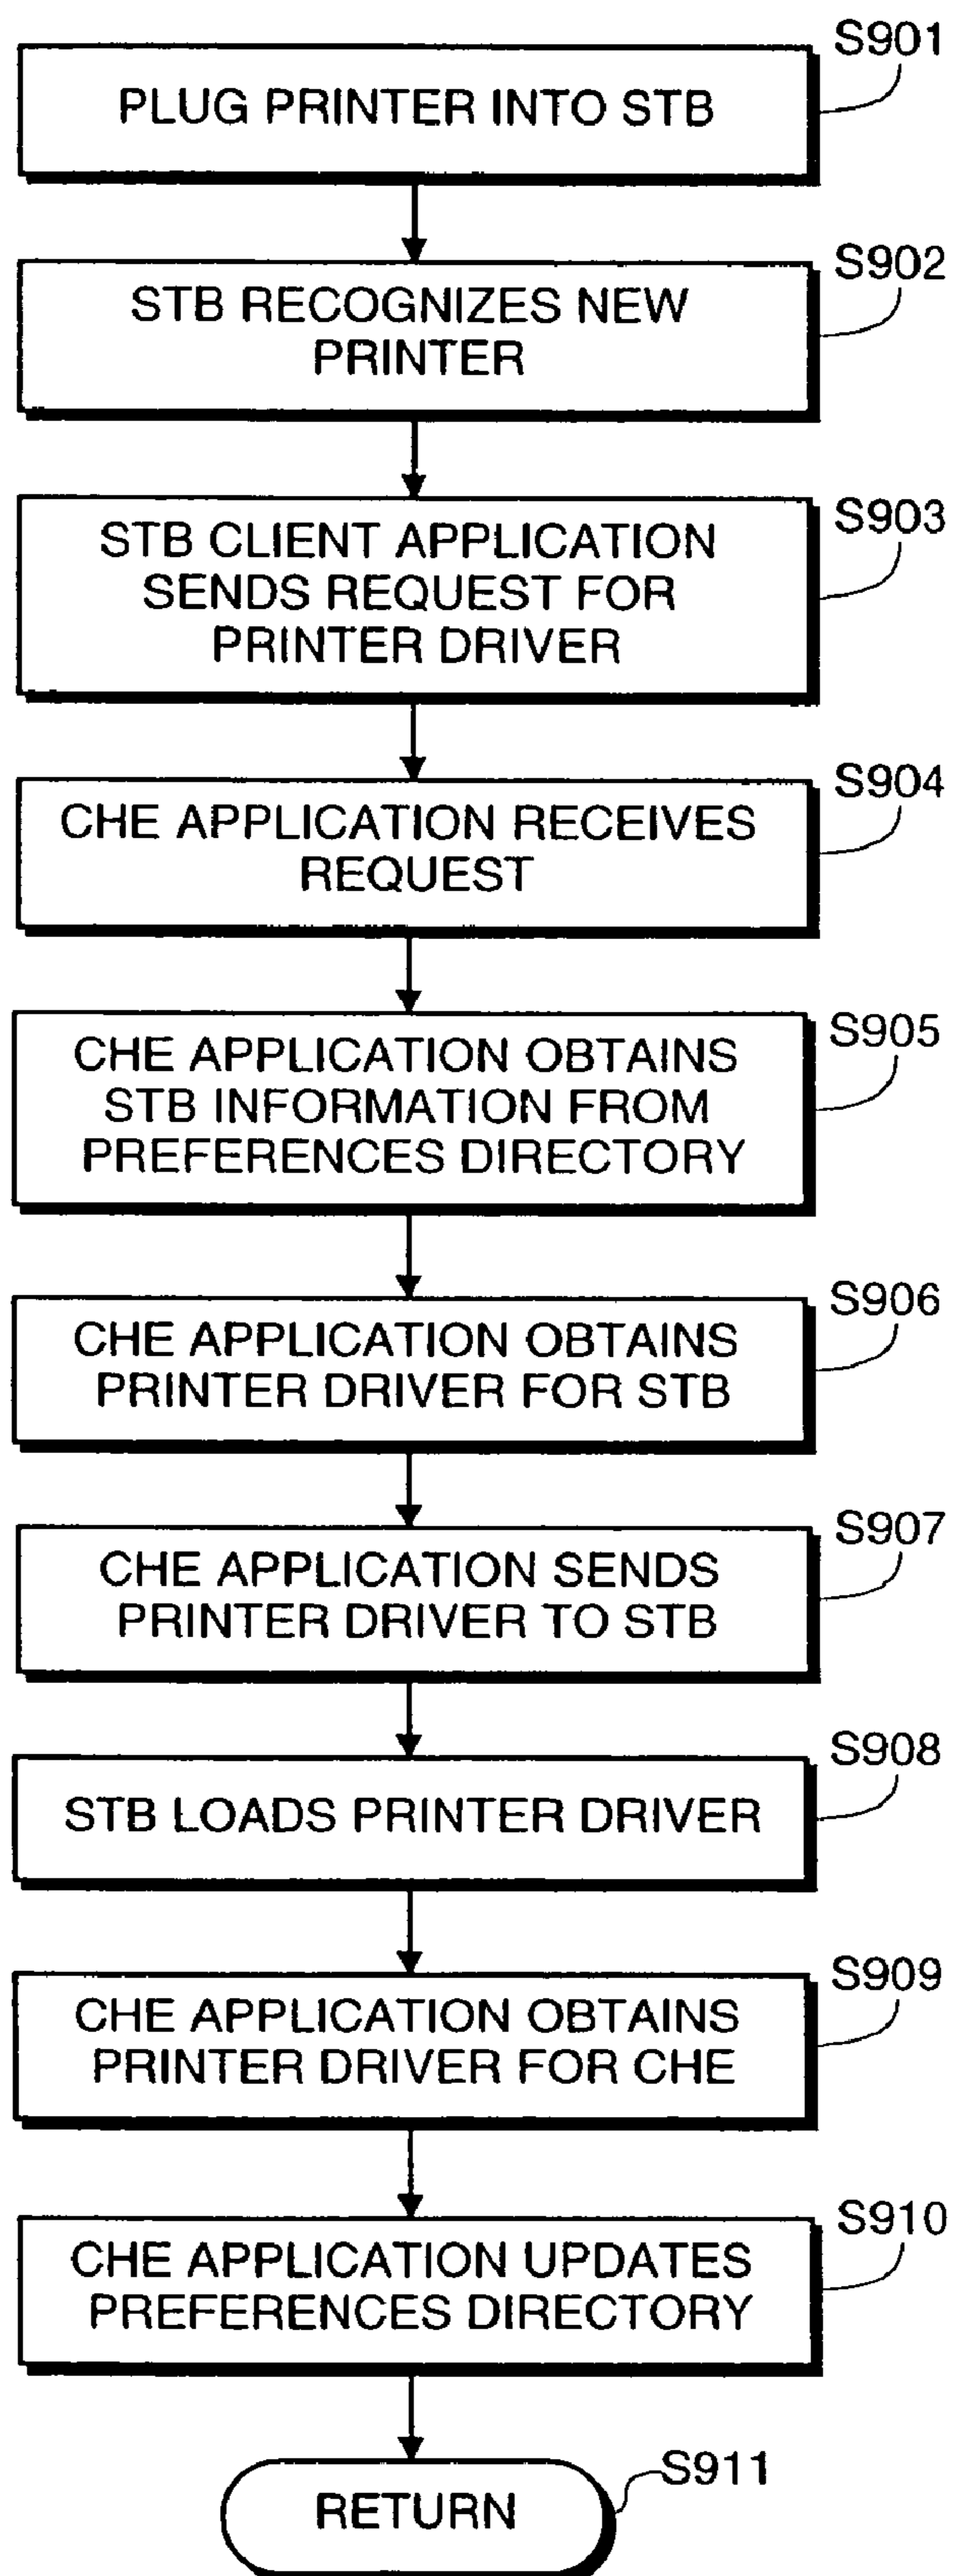 S901
PLUG PRINTER INTO STB
S902
STB RECOGNIZES NEW
PRINTER
S903
STB CLIENT APPLICATION
SENDS REQUEST FOR
PRINTER DRIVER
S904
CHE APPLICATION RECEIVES
REQUEST
S905
CHE APPLICATION OBTAINS
STB INFORMATION FROM
PREFERENCES DIRECTORY
S906
CHE APPLICATION OBTAINS
PRINTER DRIVER FOR STB
S907
CHE APPLICATION SENDS
PRINTER DRIVER TO STB
S908
STB LOADS PRINTER DRIVER
S909
CHE APPLICATION OBTAINS
PRINTER DRIVER FOR CHE
S910
CHE APPLICATION UPDATES
PREFERENCES DIRECTORY
S911
RETURN